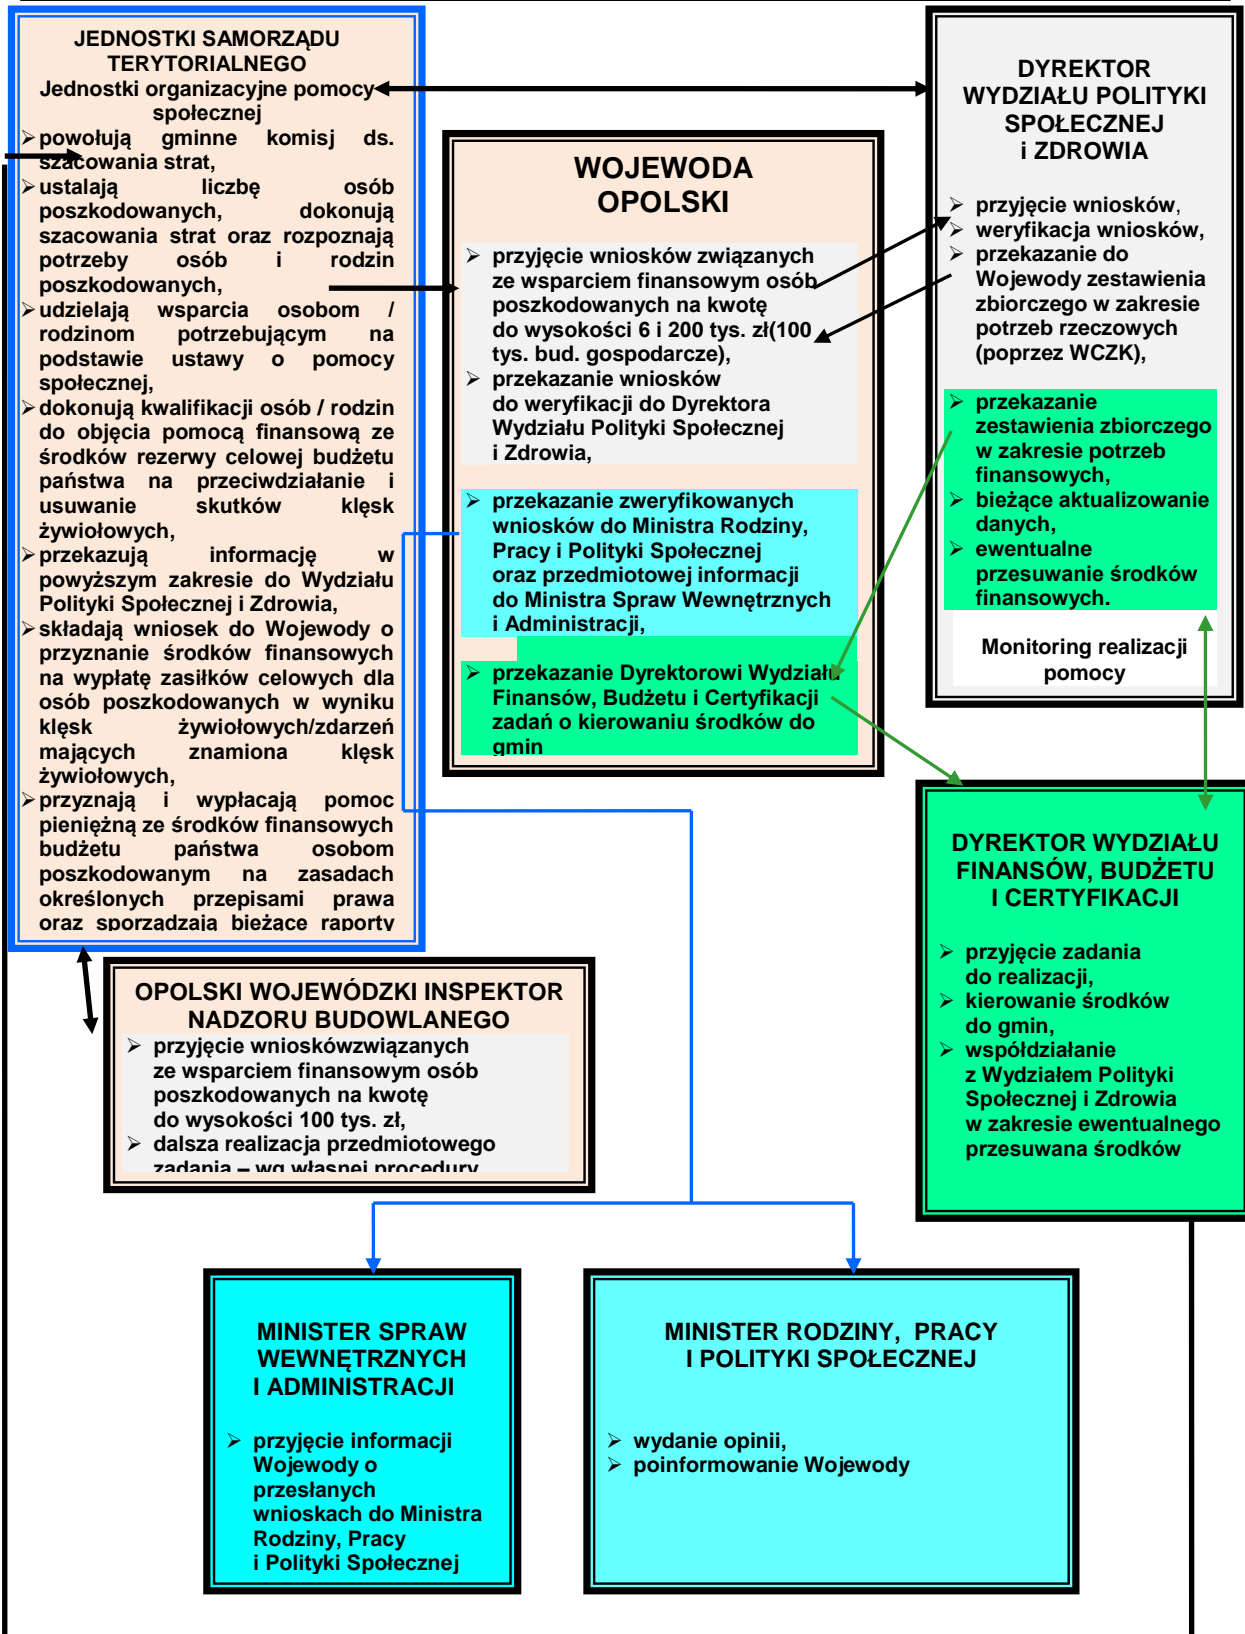 JEDNOSTKI SAMORZĄDU
TERYTORIALNEGO
Jednostki organizacyjne pomocy
społecznej
➢ powołują gminne komisj ds.
szacowania strat,
➢ ustalają liczbę osób
poszkodowanych, dokonują
szacowania strat oraz rozpoznają
potrzeby osób i rodzin
poszkodowanych,
➢ udzielają wsparcia osobom /
rodzinom potrzebującym na
podstawie ustawy o pomocy
społecznej,
➢ dokonują kwalifikacji osób / rodzin
do objęcia pomocą finansową ze
środków rezerwy celowej budżetu
państwa na przeciwdziałanie i
usuwanie skutków klęsk
żywiołowych,
➢ przekazują informację w
powyższym zakresie do Wydziału
Polityki Społecznej i Zdrowia,
➢ składają wniosek do Wojewody o
przyznanie środków finansowych
na wypłatę zasiłków celowych dla
osób poszkodowanych w wyniku
klęsk żywiołowych/zdarzeń
mających znamiona klęsk
żywiołowych,
➢ przyznają i wypłacają pomoc
pieniężną ze środków finansowych
budżetu państwa osobom
poszkodowanym na zasadach
określonych przepisami prawa
oraz sporządzają bieżące raporty
WOJEWODA
OPOLSKI
➢ przyjęcie wniosków związanych
ze wsparciem finansowym osób
poszkodowanych na kwotę
do wysokości 6 i 200 tys. zł(100
tys. bud. gospodarcze),
➢ przekazanie wniosków
do weryfikacji do Dyrektora
Wydziału Polityki Społecznej
i Zdrowia,
➢ przekazanie zweryfikowanych
wniosków do Ministra Rodziny,
Pracy i Polityki Społecznej
oraz przedmiotowej informacji
do Ministra Spraw Wewnętrznych
i Administracji,
➢ przekazanie Dyrektorowi Wydziału
Finansów, Budżetu i Certyfikacji
zadań o kierowaniu środków do
gmin
DYREKTOR
WYDZIAŁU POLITYKI
SPOŁECZNEJ
i ZDROWIA
➢ przyjęcie wniosków,
➢ weryfikacja wniosków,
➢ przekazanie do
Wojewody zestawienia
zbiorczego w zakresie
potrzeb rzeczowych
(poprzez WCZK),
➢ przekazanie
zestawienia zbiorczego
w zakresie potrzeb
finansowych,
➢ bieżące aktualizowanie
danych,
➢ ewentualne
przesuwanie środków
finansowych.
Monitoring realizacji
pomocy
DYREKTOR WYDZIAŁU
FINANSÓW, BUDŻETU
I CERTYFIKACJI
➢ przyjęcie zadania
do realizacji,
➢ kierowanie środków
do gmin,
➢ współdziałanie
z Wydziałem Polityki
Społecznej i Zdrowia
w zakresie ewentualnego
przesuwana środków
OPOLSKI WOJEWÓDZKI INSPEKTOR
NADZORU BUDOWLANEGO
➢ przyjęcie wnioskówzwiązanych
ze wsparciem finansowym osób
poszkodowanych na kwotę
do wysokości 100 tys. zł,
➢ dalsza realizacja przedmiotowego
zadania – wg własnej procedury
MINISTER SPRAW
WEWNĘTRZNYCH
I ADMINISTRACJI
➢ przyjęcie informacji
Wojewody o
przesłanych
wnioskach do Ministra
Rodziny, Pracy
i Polityki Społecznej
MINISTER RODZINY, PRACY
I POLITYKI SPOŁECZNEJ
➢ wydanie opinii,
➢ poinformowanie Wojewody